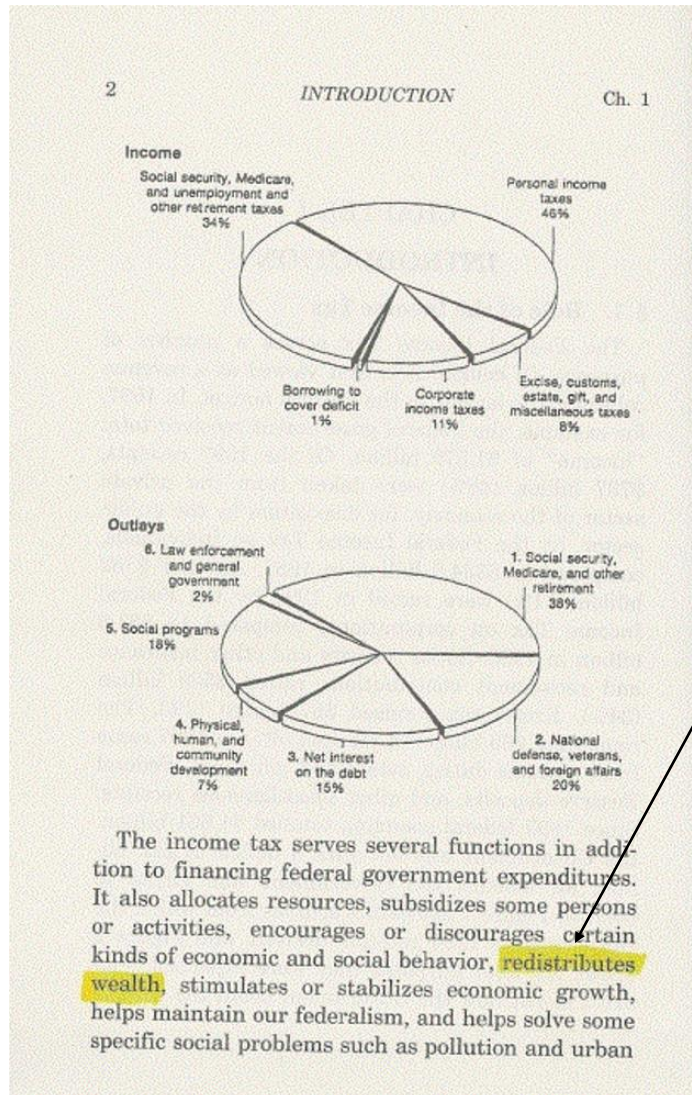 2
INTRODUCTION
Ch. 1
Income
Social security, Medicare,
and unemployment and
other retirement taxes
34%
Personal income
taxes
46%
Borrowing to
cover deficit
1%
Corporate
income taxes
11%
Excise, customs,
estate, gift, and
miscellaneous taxes
8%
Outlays
6. Law enforcement
and general
government
2%
1. Social security,
Medicare, and other
retirement
38%
5. Social programs
18%
4. Physical,
human, and
community
development
7%
3. Net interest
on the debt
15%
2. National
defense, veterans,
and foreign affairs
20%
The income tax serves several functions in addi-
tion to financing federal government expenditures.
It also allocates resources, subsidizes some persons
or activities, encourages or discourages certain
kinds of economic and social behavior, redistributes
wealth, stimulates or stabilizes economic growth,
helps maintain our federalism, and helps solve some
specific social problems such as pollution and urban